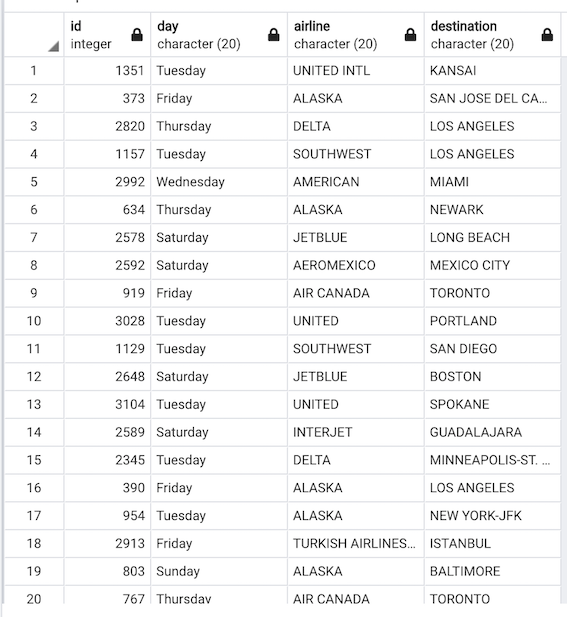 id day airline destination
integer character (20) character (20) character (20)
1 1351 Tuesday UNITED INTL KANSAI
2 373 Friday ALASKA SAN JOSE DEL CA...
3 2820 Thursday DELTA LOS ANGELES
4 1157 Tuesday SOUTHWEST LOS ANGELES
5 2992 Wednesday AMERICAN MIAMI
6 634 Thursday ALASKA NEWARK
7 2578 Saturday JETBLUE LONG BEACH
8 2592 Saturday AEROMEXICO MEXICO CITY
9 919 Friday AIR CANADA TORONTO
10 3028 Tuesday UNITED PORTLAND
11 1129 Tuesday SOUTHWEST SAN DIEGO
12 2648 Saturday JETBLUE BOSTON
13 3104 Tuesday UNITED SPOKANE
14 2589 Saturday INTERJET GUADALAJARA
15 2345 Tuesday DELTA MINNEAPOLIS-ST. ...
16 390 Friday ALASKA LOS ANGELES
17 954 Tuesday ALASKA NEW YORK-JFK
18 2913 Friday TURKISH AIRLINES... ISTANBUL
19 803 Sunday ALASKA BALTIMORE
20 767 Thursday AIR CANADA TORONTO